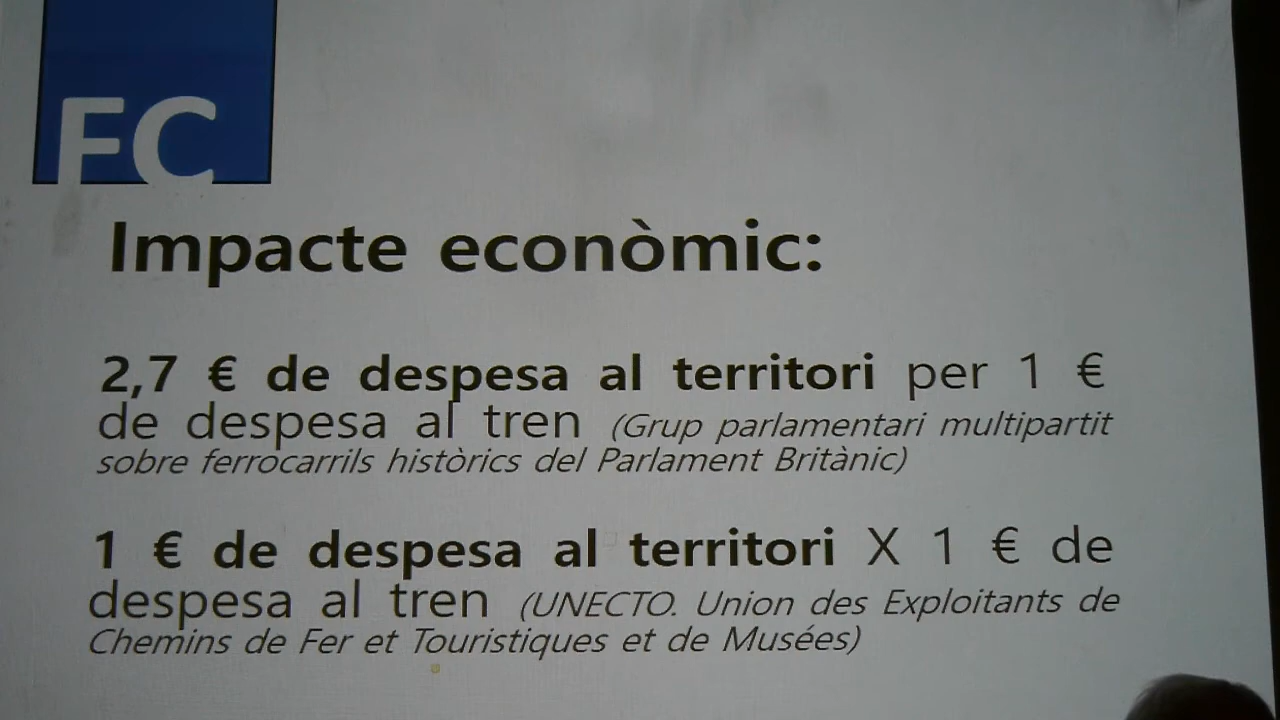 FC
Impacte econòmic:
2,7 € de despesa al territori per 1 €
de despesa al tren (Grup parlamentari multipartit
sobre ferrocarrils històrics del Parlament Britànic)
1 € de despesa al territori X 1 € de
despesa al tren (UNECTO. Union des Exploitants de
Chemins de Fer et Touristiques et de Musées)